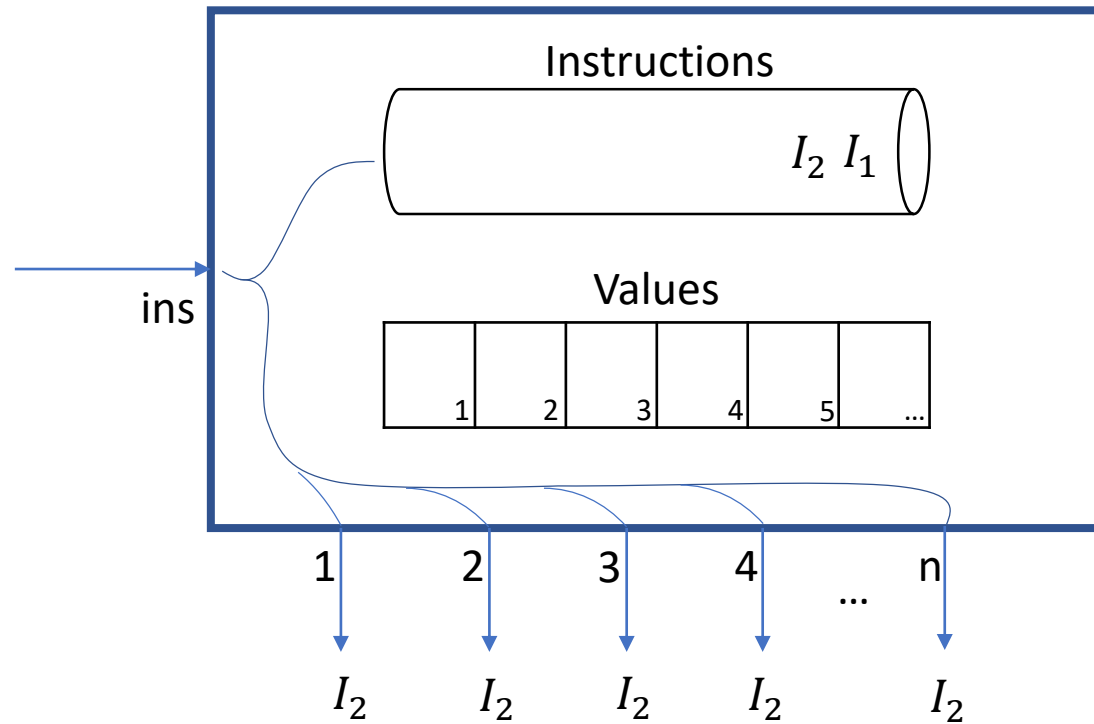 Instructions
I₂ I₁
ins
Values
1 2 3 4 5 ...
1 2 3 4 ... n
I₂ I₂ I₂ I₂ I₂